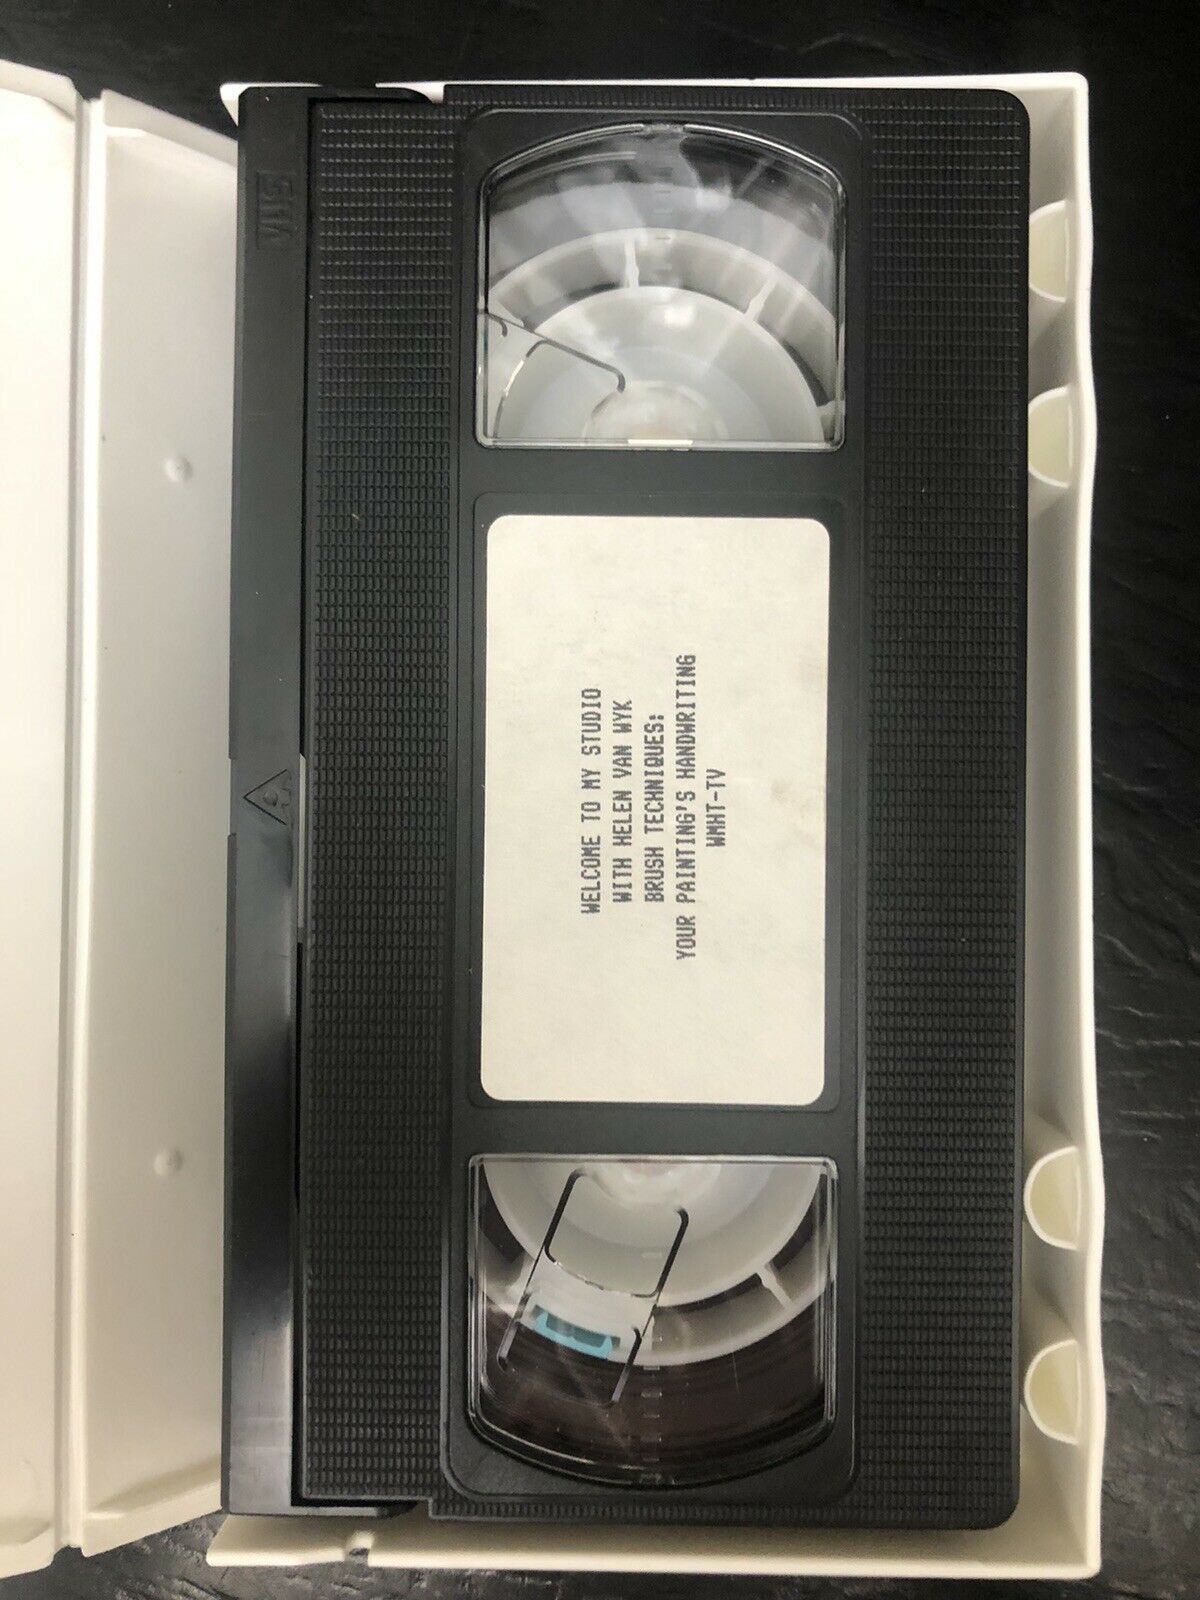 WELCOME TO MY STUDIO
WITH HELEN VAN WYK
BRUSH TECHNIQUES:
YOUR PAINTING'S HANDWRITING
WMHT-TV
VHS